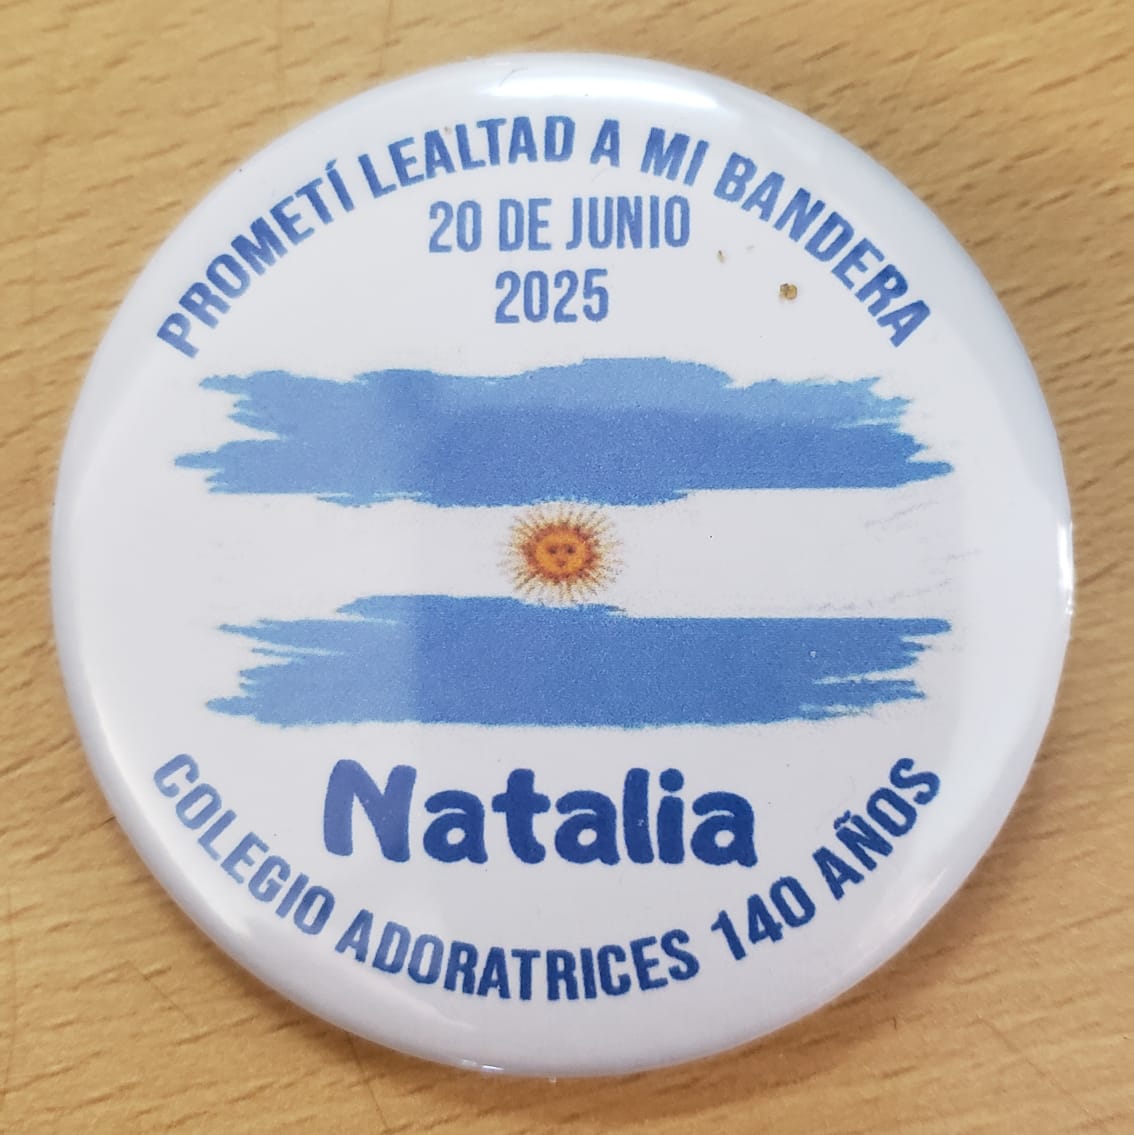 PROMETÍ LEALTAD A MI BANDERA
20 DE JUNIO
2025
Natalia
COLEGIO ADORATRICES 140 AÑOS